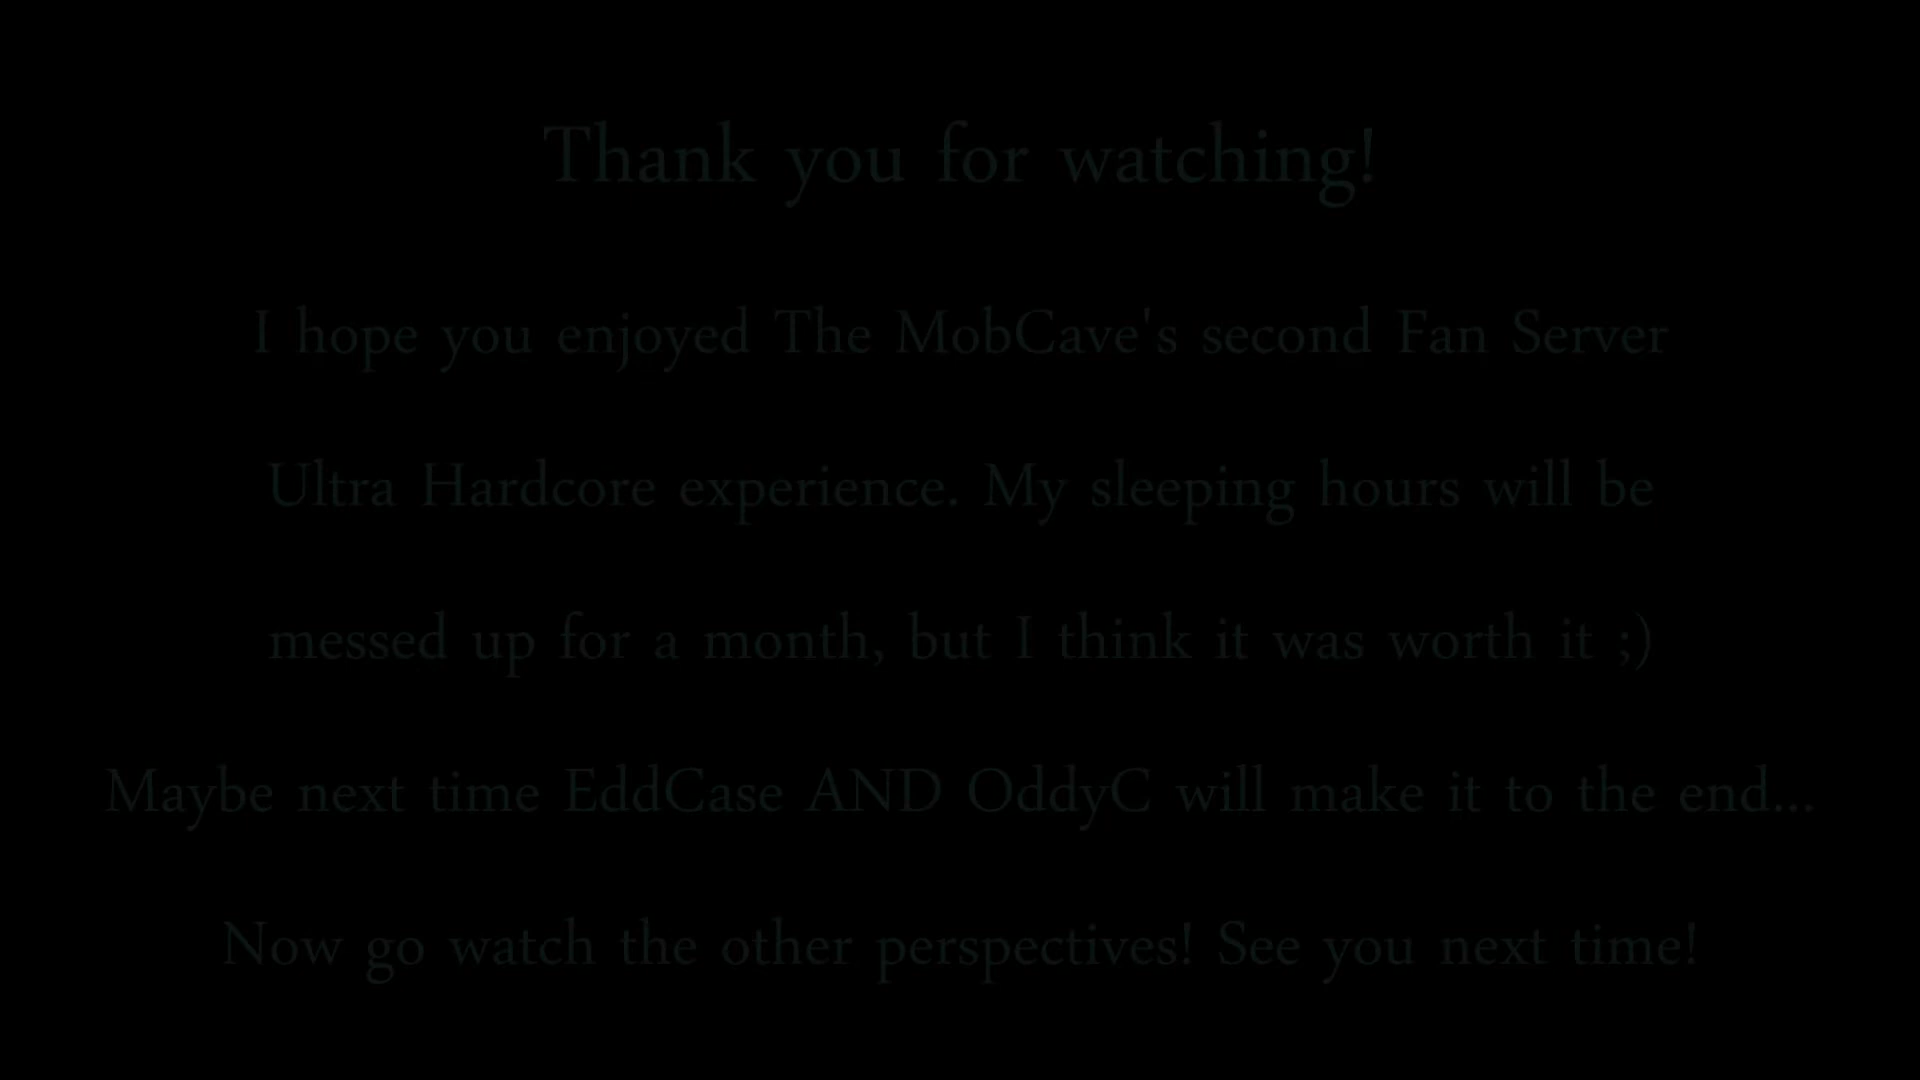 Thank you for watching!
I hope you enjoyed The MobCave's second Fan Server
Ultra Hardcore experience. My sleeping hours will be
messed up for a month, but I think it was worth it ;)
Maybe next time EddCase AND OddyC will make it to the end...
Now go watch the other perspectives! See you next time!